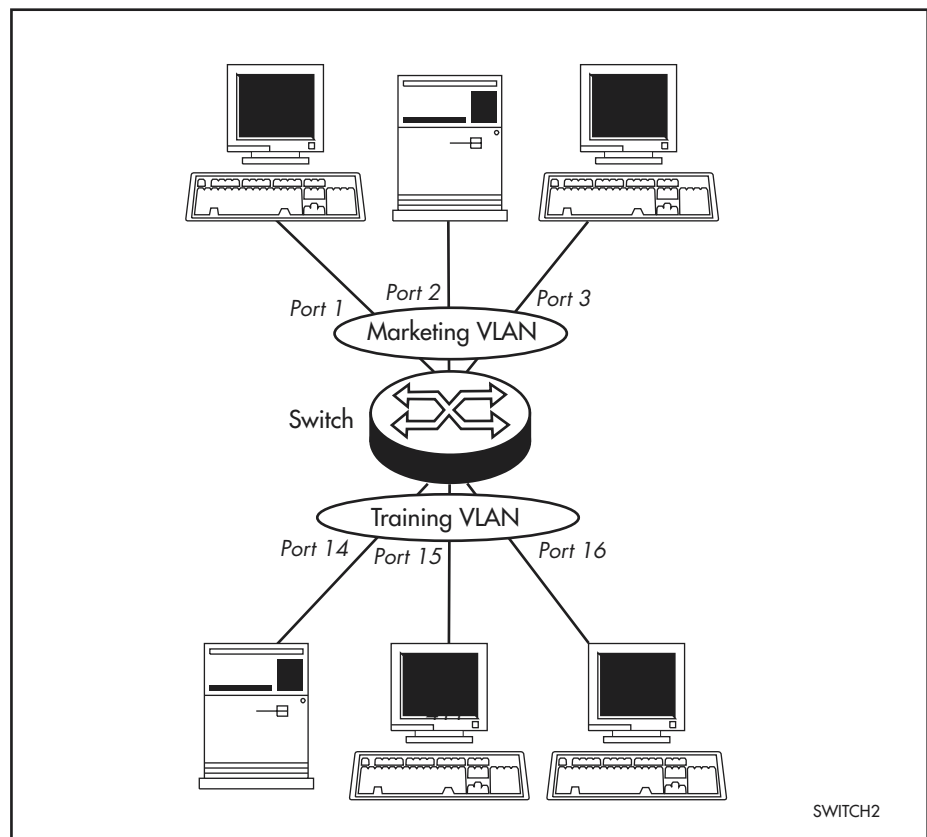 Port 1
Port 2
Port 3
Marketing VLAN
Switch
Training VLAN
Port 14
Port 15
Port 16
SWITCH2